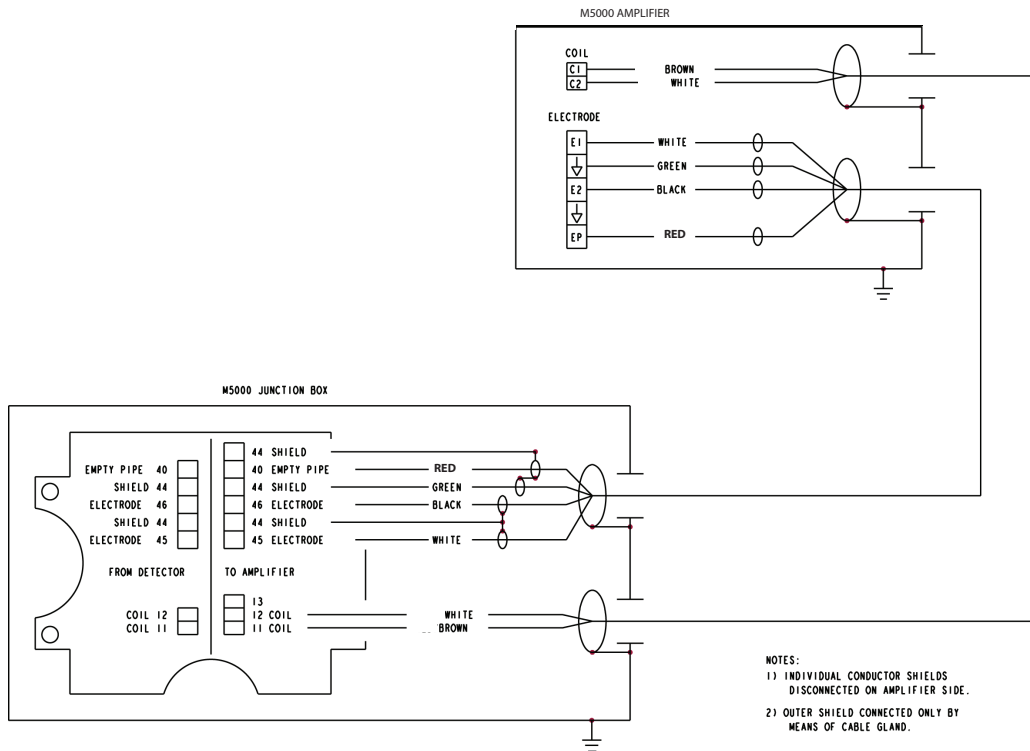 M5000 AMPLIFIER
COIL
C1 BROWN
C2 WHITE
ELECTRODE
E1 WHITE
GREEN
E2 BLACK
EP RED
M5000 JUNCTION BOX
44 SHIELD
EMPTY PIPE 40 40 EMPTY PIPE RED
SHIELD 44 44 SHIELD GREEN
ELECTRODE 46 46 ELECTRODE BLACK
SHIELD 44 44 SHIELD
ELECTRODE 45 45 ELECTRODE WHITE
FROM DETECTOR TO AMPLIFIER
13
COIL 12 12 COIL WHITE
COIL 11 11 COIL BROWN
NOTES:
1) INDIVIDUAL CONDUCTOR SHIELDS
DISCONNECTED ON AMPLIFIER SIDE.
2) OUTER SHIELD CONNECTED ONLY BY
MEANS OF CABLE GLAND.